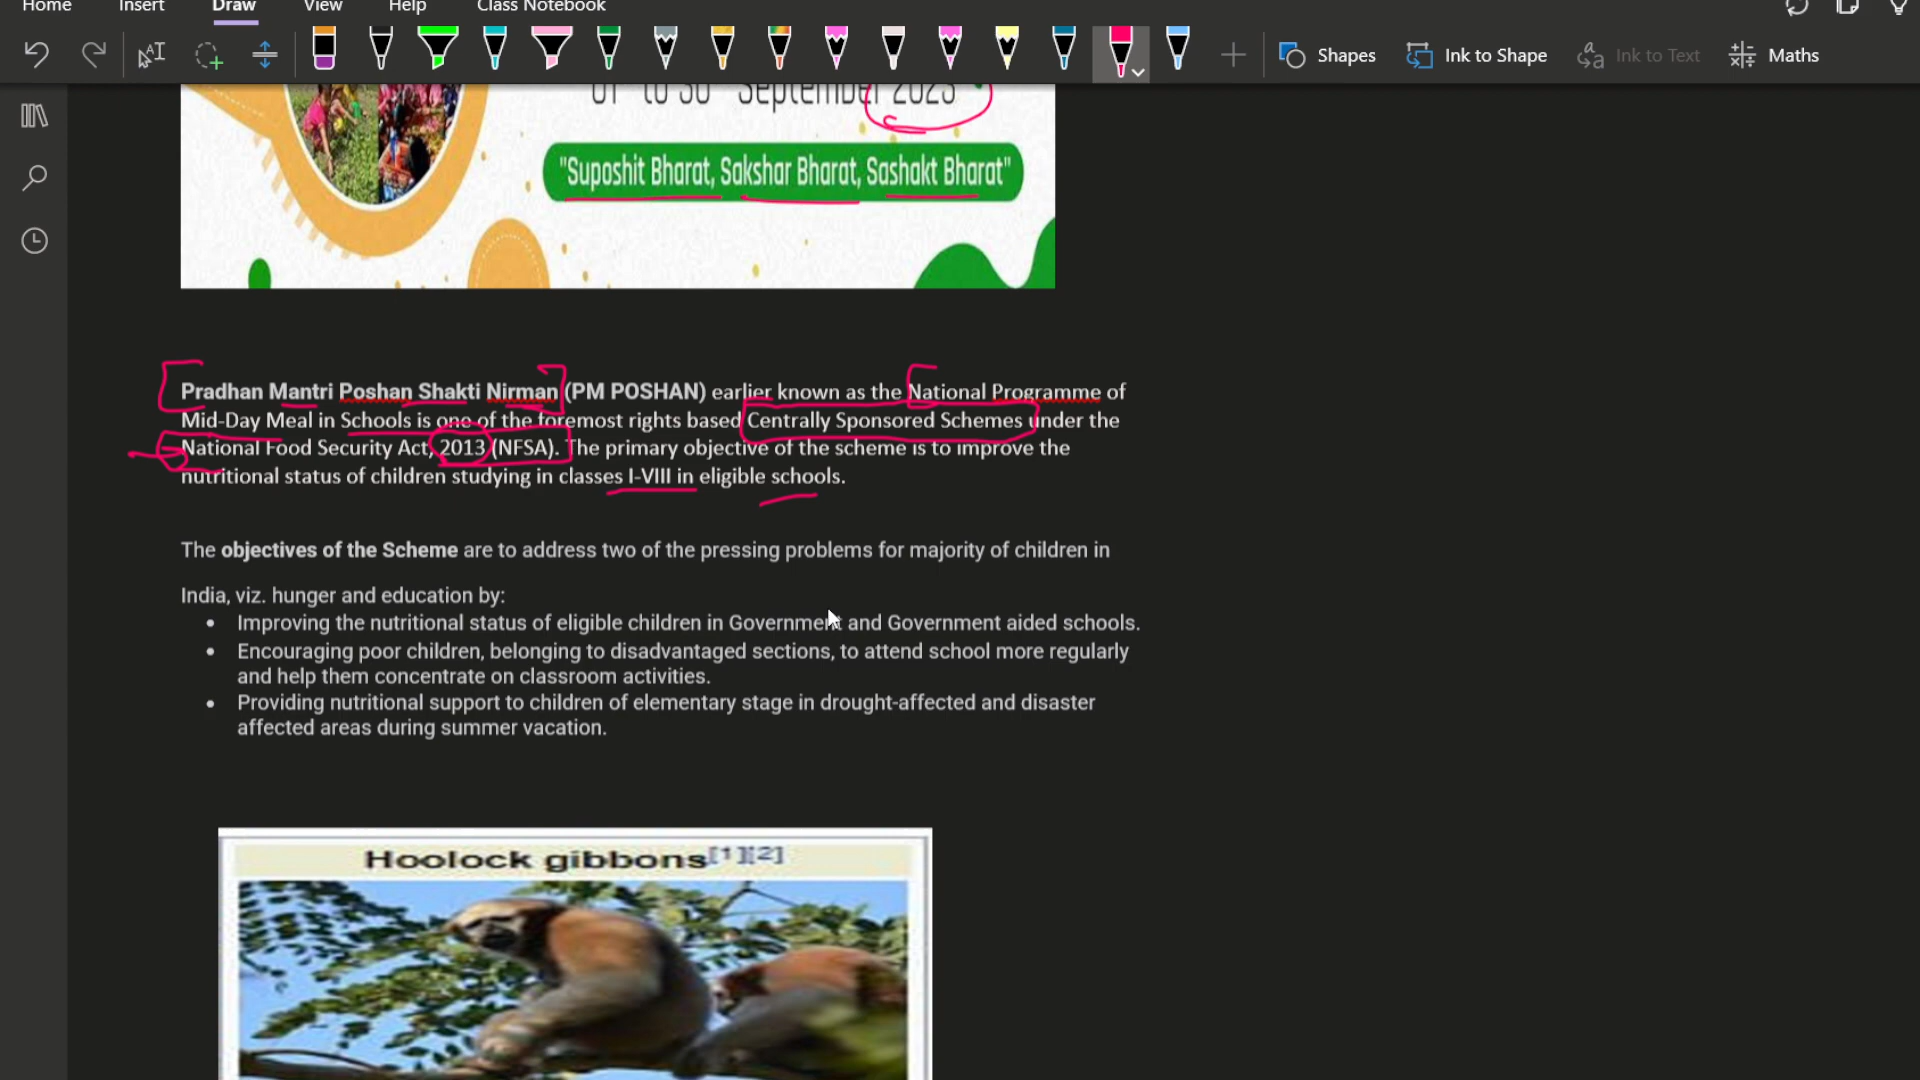 Home Insert Draw View Help Class Notebook
Shapes Ink to Shape Ink to Text Maths
to 30 September 2023
"Suposhit Bharat, Sakshar Bharat, Sashakt Bharat"
Pradhan Mantri Poshan Shakti Nirman (PM POSHAN) earlier known as the National Programme of
Mid-Day Meal in Schools is one of the foremost rights based Centrally Sponsored Schemes under the
National Food Security Act, 2013 (NFSA). The primary objective of the scheme is to improve the
nutritional status of children studying in classes I-VIII in eligible schools.
The objectives of the Scheme are to address two of the pressing problems for majority of children in
India, viz. hunger and education by:
• Improving the nutritional status of eligible children in Government and Government aided schools.
• Encouraging poor children, belonging to disadvantaged sections, to attend school more regularly
and help them concentrate on classroom activities.
• Providing nutritional support to children of elementary stage in drought-affected and disaster
affected areas during summer vacation.
Hoolock gibbons[1][2]